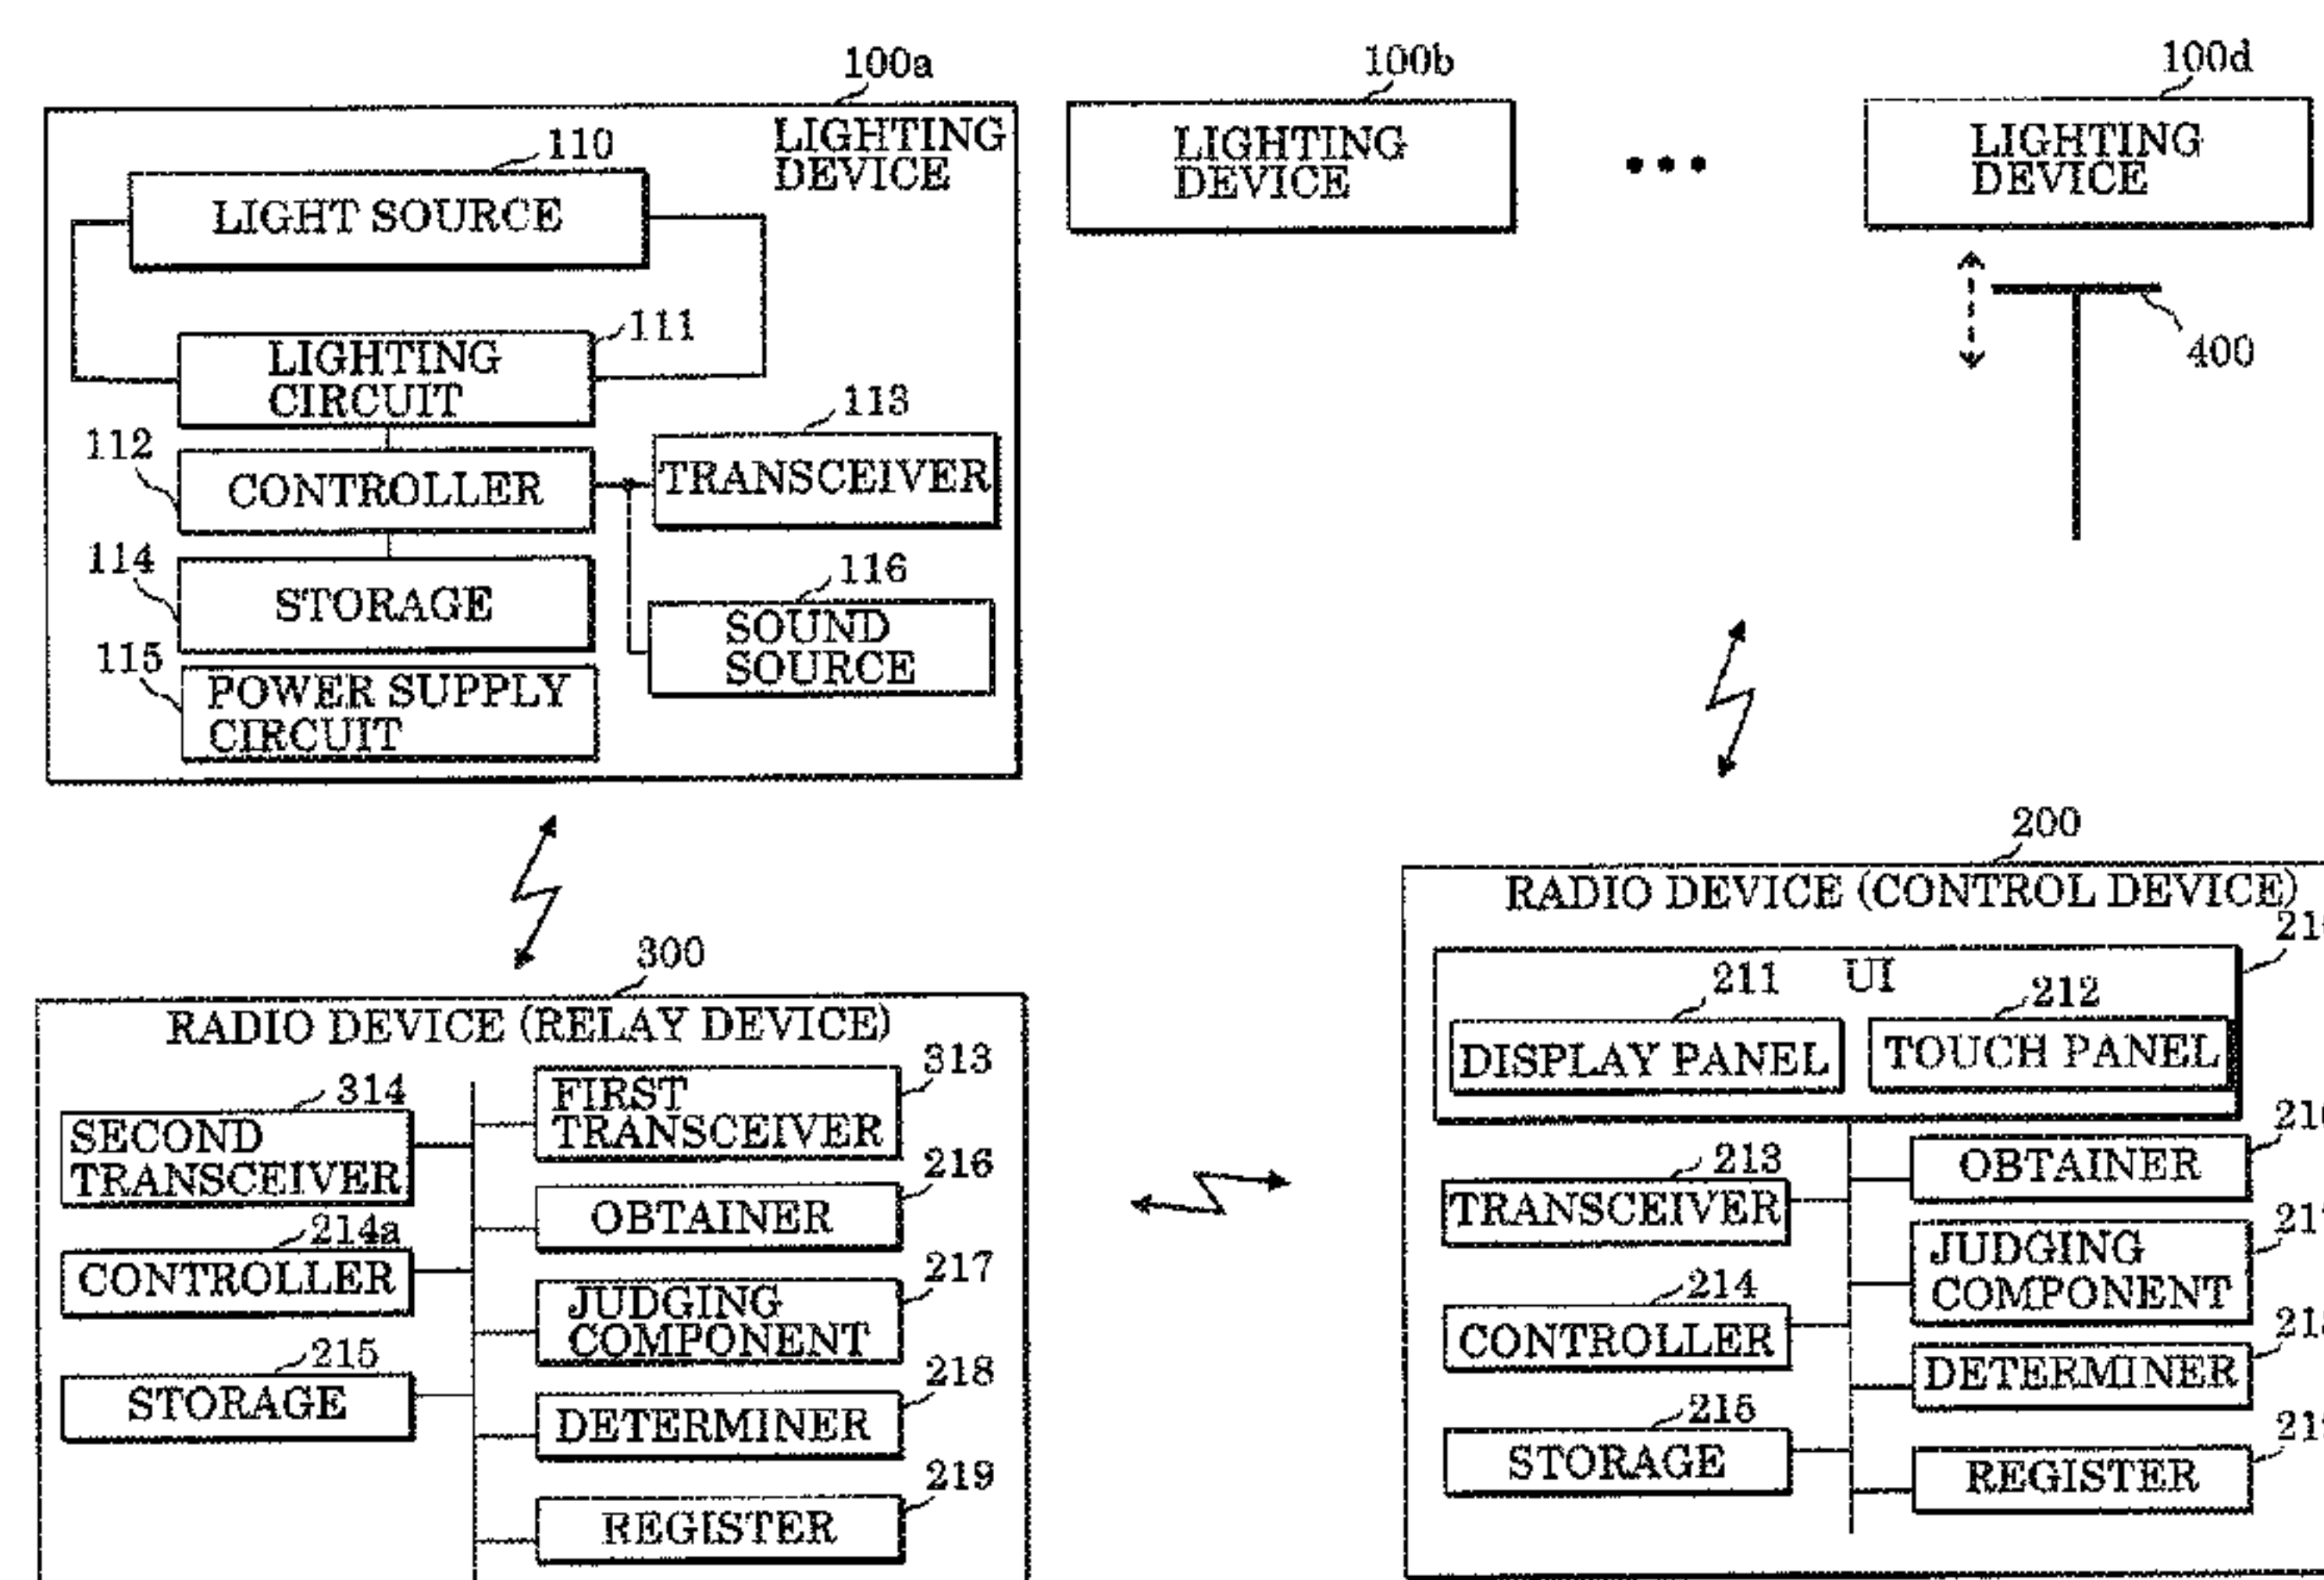 100a
100b
100d
LIGHTING
DEVICE
LIGHTING
DEVICE
LIGHTING
DEVICE
110
LIGHT SOURCE
111
LIGHTING
CIRCUIT
400
113
112
CONTROLLER
TRANSCEIVER
114
STORAGE
116
SOUND
SOURCE
115
POWER SUPPLY
CIRCUIT
200
RADIO DEVICE (CONTROL DEVICE)
UI
211
DISPLAY PANEL
212
TOUCH PANEL
213
TRANSCEIVER
OBTAINER
214
CONTROLLER
JUDGING
COMPONENT
DETERMINER
215
STORAGE
REGISTER
300
RADIO DEVICE (RELAY DEVICE)
314
SECOND
TRANSCEIVER
313
FIRST
TRANSCEIVER
214a
CONTROLLER
216
OBTAINER
217
JUDGING
COMPONENT
215
STORAGE
218
DETERMINER
219
REGISTER